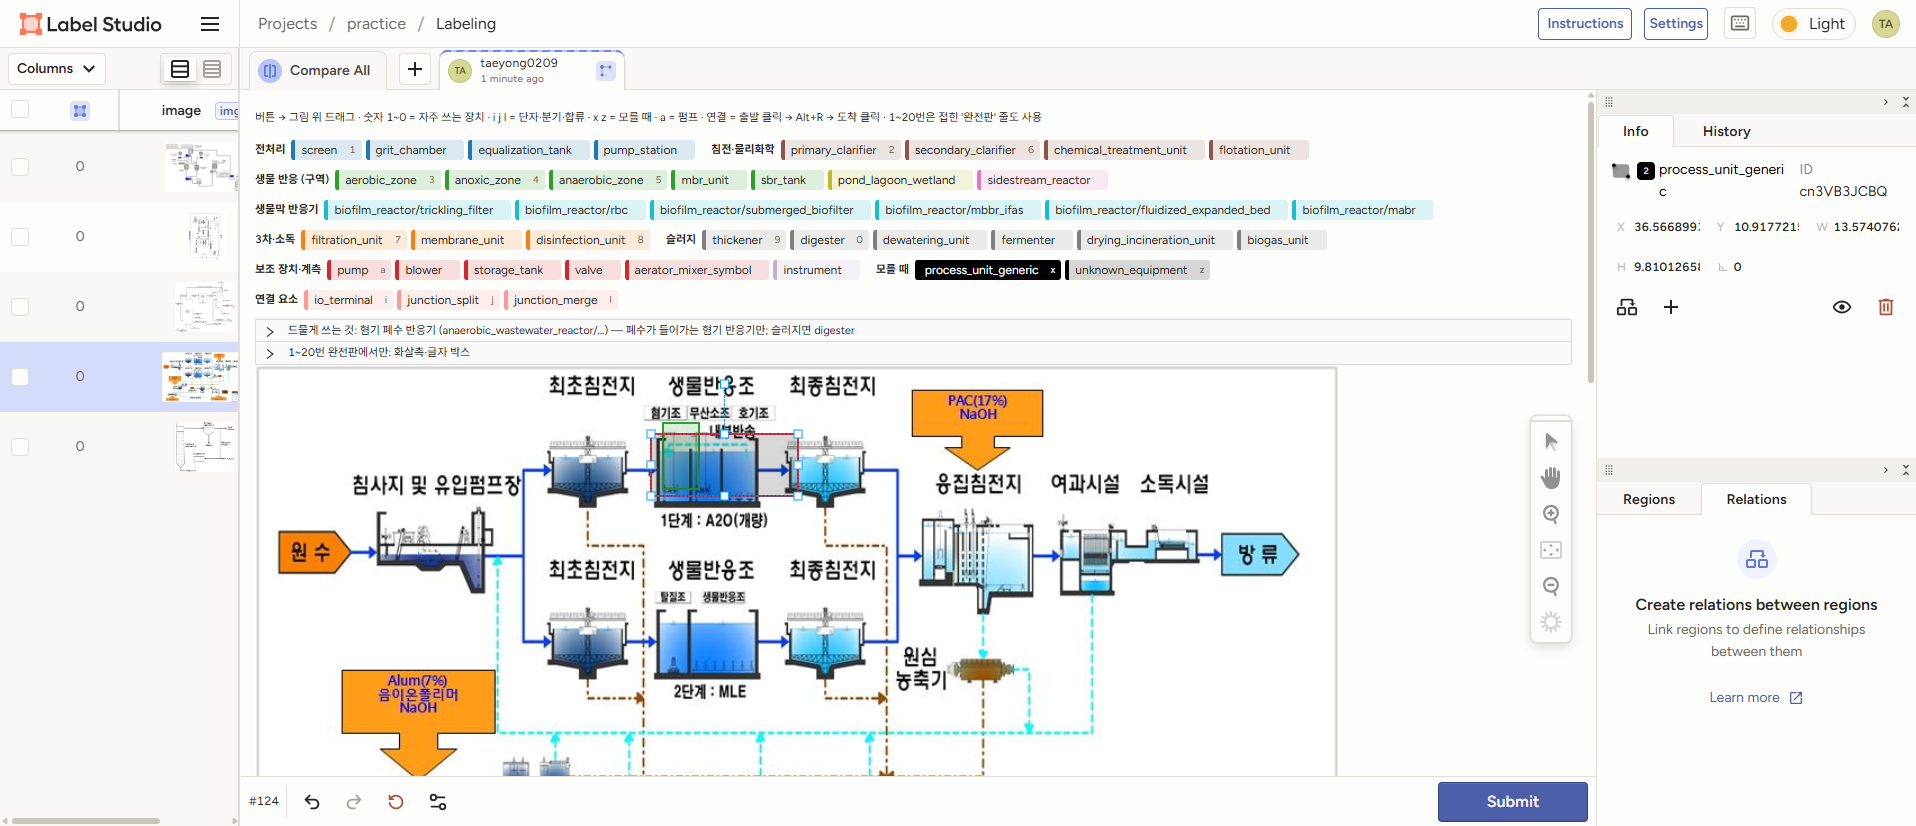 Label Studio
Projects / practice / Labeling
Instructions
Settings
Light
TA
Columns
Compare All
+
TA
taeyong0209
1 minute ago
image
img
0
0
0
0
0
버튼 → 그림 위 드래그 · 숫자 1~0 = 자주 쓰는 장치 · i j l = 단자·분기·합류 · x z = 모를 때 · a = 펌프 · 연결 = 출발 클릭 → Alt+R → 도착 클릭 · 1~20번은 접힌 '완전판' 줄도 사용
전처리 screen 1 grit_chamber equalization_tank pump_station 침전·물리화학 primary_clarifier 2 secondary_clarifier 6 chemical_treatment_unit flotation_unit
생물 반응 (구역) aerobic_zone 3 anoxic_zone 4 anaerobic_zone 5 mbr_unit sbr_tank pond_lagoon_wetland sidestream_reactor
생물막 반응기 biofilm_reactor/trickling_filter biofilm_reactor/rbc biofilm_reactor/submerged_biofilter biofilm_reactor/mbbr_ifas biofilm_reactor/fluidized_expanded_bed biofilm_reactor/mabr
3차·소독 filtration_unit 7 membrane_unit disinfection_unit 8 슬러지 thickener 9 digester 0 dewatering_unit fermenter drying_incineration_unit biogas_unit
보조 장치·계측 pump a blower storage_tank valve aerator_mixer_symbol instrument 모를 때 process_unit_generic x unknown_equipment z
연결 요소 io_terminal i junction_split j junction_merge l
드물게 쓰는 것: 혐기 폐수 반응기 (anaerobic_wastewater_reactor/…) — 폐수가 들어가는 혐기 반응기만; 슬러지면 digester
1~20번 완전판에서만: 화살촉·글자 박스
최초침전지 생물반응조 최종침전지
혐기조 무산소조 호기조
내부반송
PAC(17%)
NaOH
침사지 및 유입펌프장
응집침전지 여과시설 소독시설
1단계 : A2O(개량)
원 수
방 류
최초침전지 생물반응조 최종침전지
탈질조 생물반응조
원심
농축기
2단계 : MLE
Alum(7%)
음이온폴리머
NaOH
#124
Submit
Info
History
2 process_unit_generi
c
ID
cn3VB3JCBQ
X 36.566899 Y 10.917721 W 13.574076
H 9.8101265 0
Regions
Relations
Create relations between regions
Link regions to define relationships
between them
Learn more